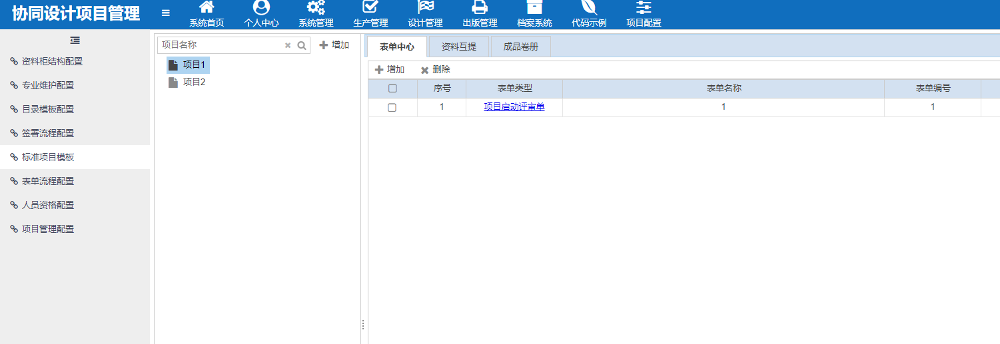 协同设计项目管理
系统首页 个人中心 系统管理 生产管理 设计管理 出版管理 档案系统 代码示例 项目配置
资料柜结构配置
专业维护配置
目录模板配置
签署流程配置
标准项目模板
表单流程配置
人员资格配置
项目管理配置
项目名称 增加
项目1
项目2
表单中心 资料互提 成品卷册
增加 删除
序号 表单类型 表单名称 表单编号
1 项目启动评审单 1 1